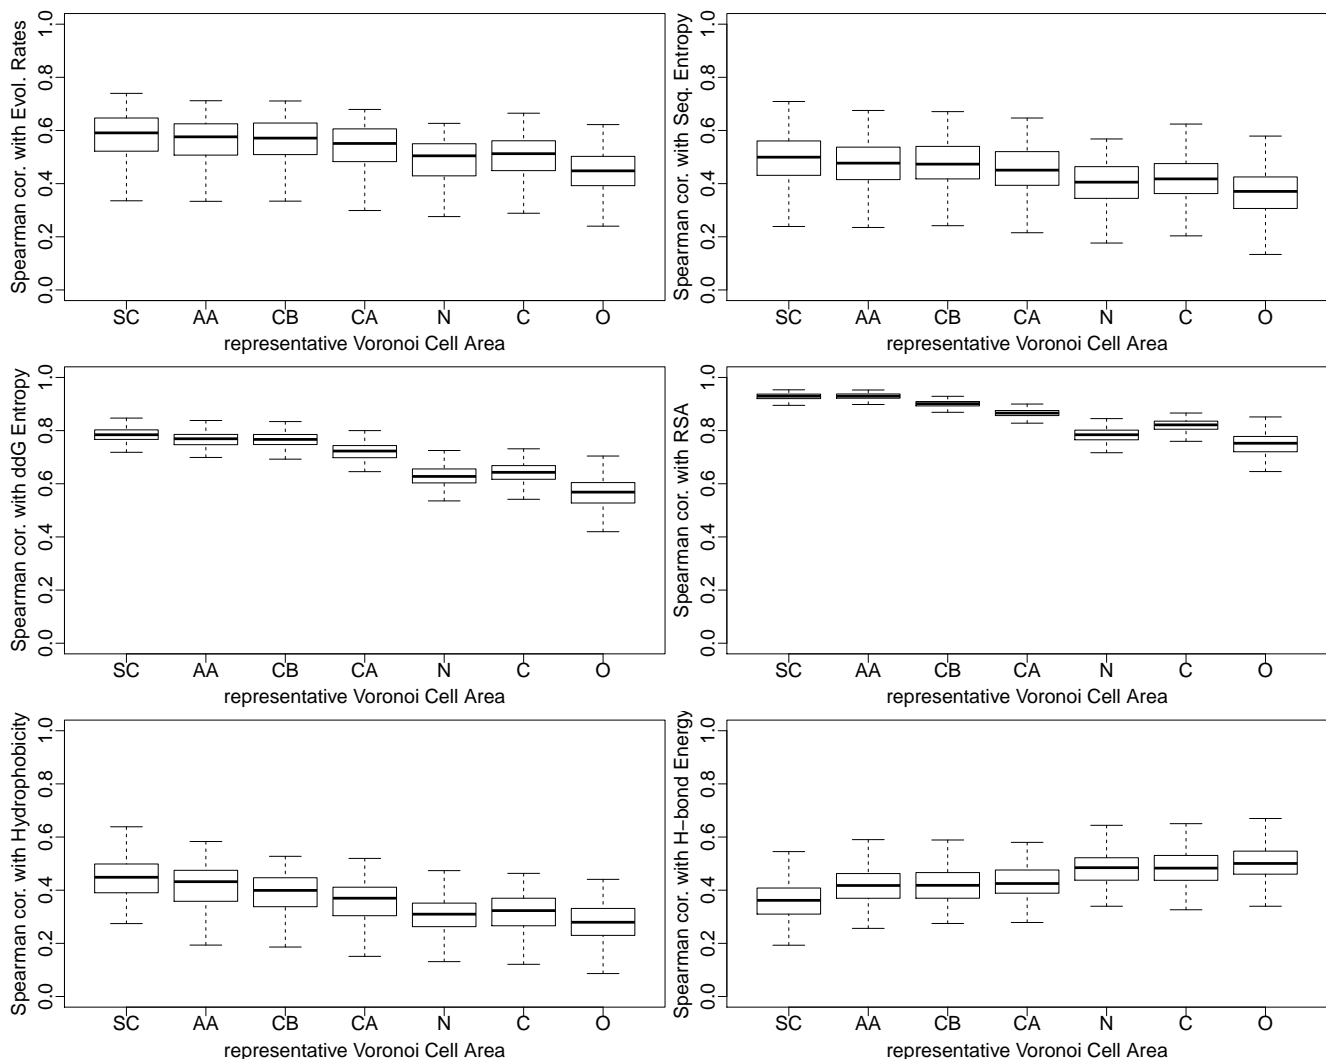 Spearman cor. with Evol. Rates
1.0
0.8
0.6
0.4
0.2
0.0
SC AA CB CA N C O
representative Voronoi Cell Area
Spearman cor. with Seq. Entropy
1.0
0.8
0.6
0.4
0.2
0.0
SC AA CB CA N C O
representative Voronoi Cell Area
Spearman cor. with ddG Entropy
1.0
0.8
0.6
0.4
0.2
0.0
SC AA CB CA N C O
representative Voronoi Cell Area
Spearman cor. with RSA
1.0
0.8
0.6
0.4
0.2
0.0
SC AA CB CA N C O
representative Voronoi Cell Area
Spearman cor. with Hydrophobicity
1.0
0.8
0.6
0.4
0.2
0.0
SC AA CB CA N C O
representative Voronoi Cell Area
Spearman cor. with H−bond Energy
1.0
0.8
0.6
0.4
0.2
0.0
SC AA CB CA N C O
representative Voronoi Cell Area